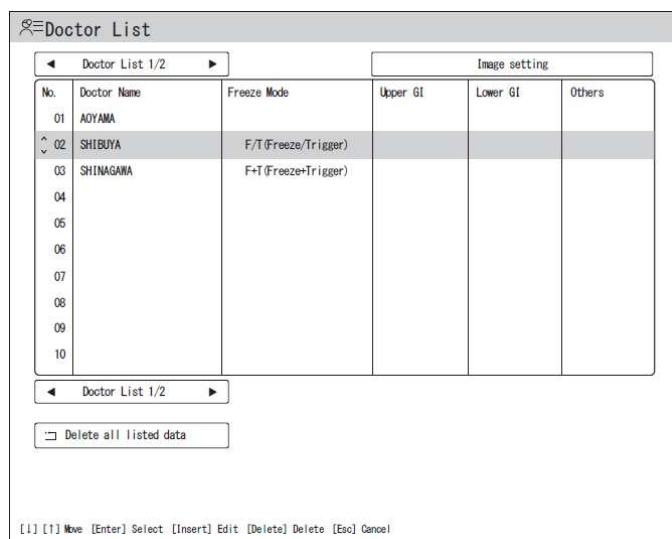 Doctor List
◄ Doctor List 1/2 ►
Image setting
No. Doctor Name Freeze Mode Upper GI Lower GI Others
01 AOYAMA
02 SHIBUYA F/T(Freeze/Trigger)
03 SHINAGAWA F+T(Freeze+Trigger)
04
05
06
07
08
09
10
◄ Doctor List 1/2 ►
Delete all listed data
[↓] [↑] Move [Enter] Select [Insert] Edit [Delete] Delete [Esc] Cancel